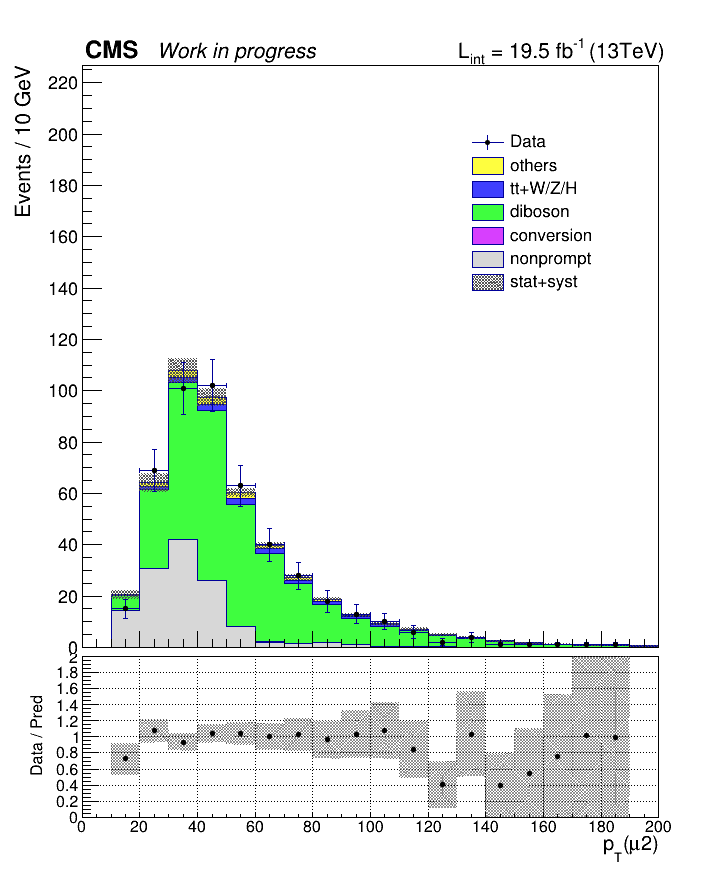 CMS Work in progress L_int = 19.5 fb^-1 (13TeV)
Events / 10 GeV
220
200
180
160
140
120
100
80
60
40
20
0
Data
others
tt+W/Z/H
diboson
conversion
nonprompt
stat+syst
Data / Pred
2
1.8
1.6
1.4
1.2
1
0.8
0.6
0.4
0.2
0
0 20 40 60 80 100 120 140 160 180 200
p_T(μ2)